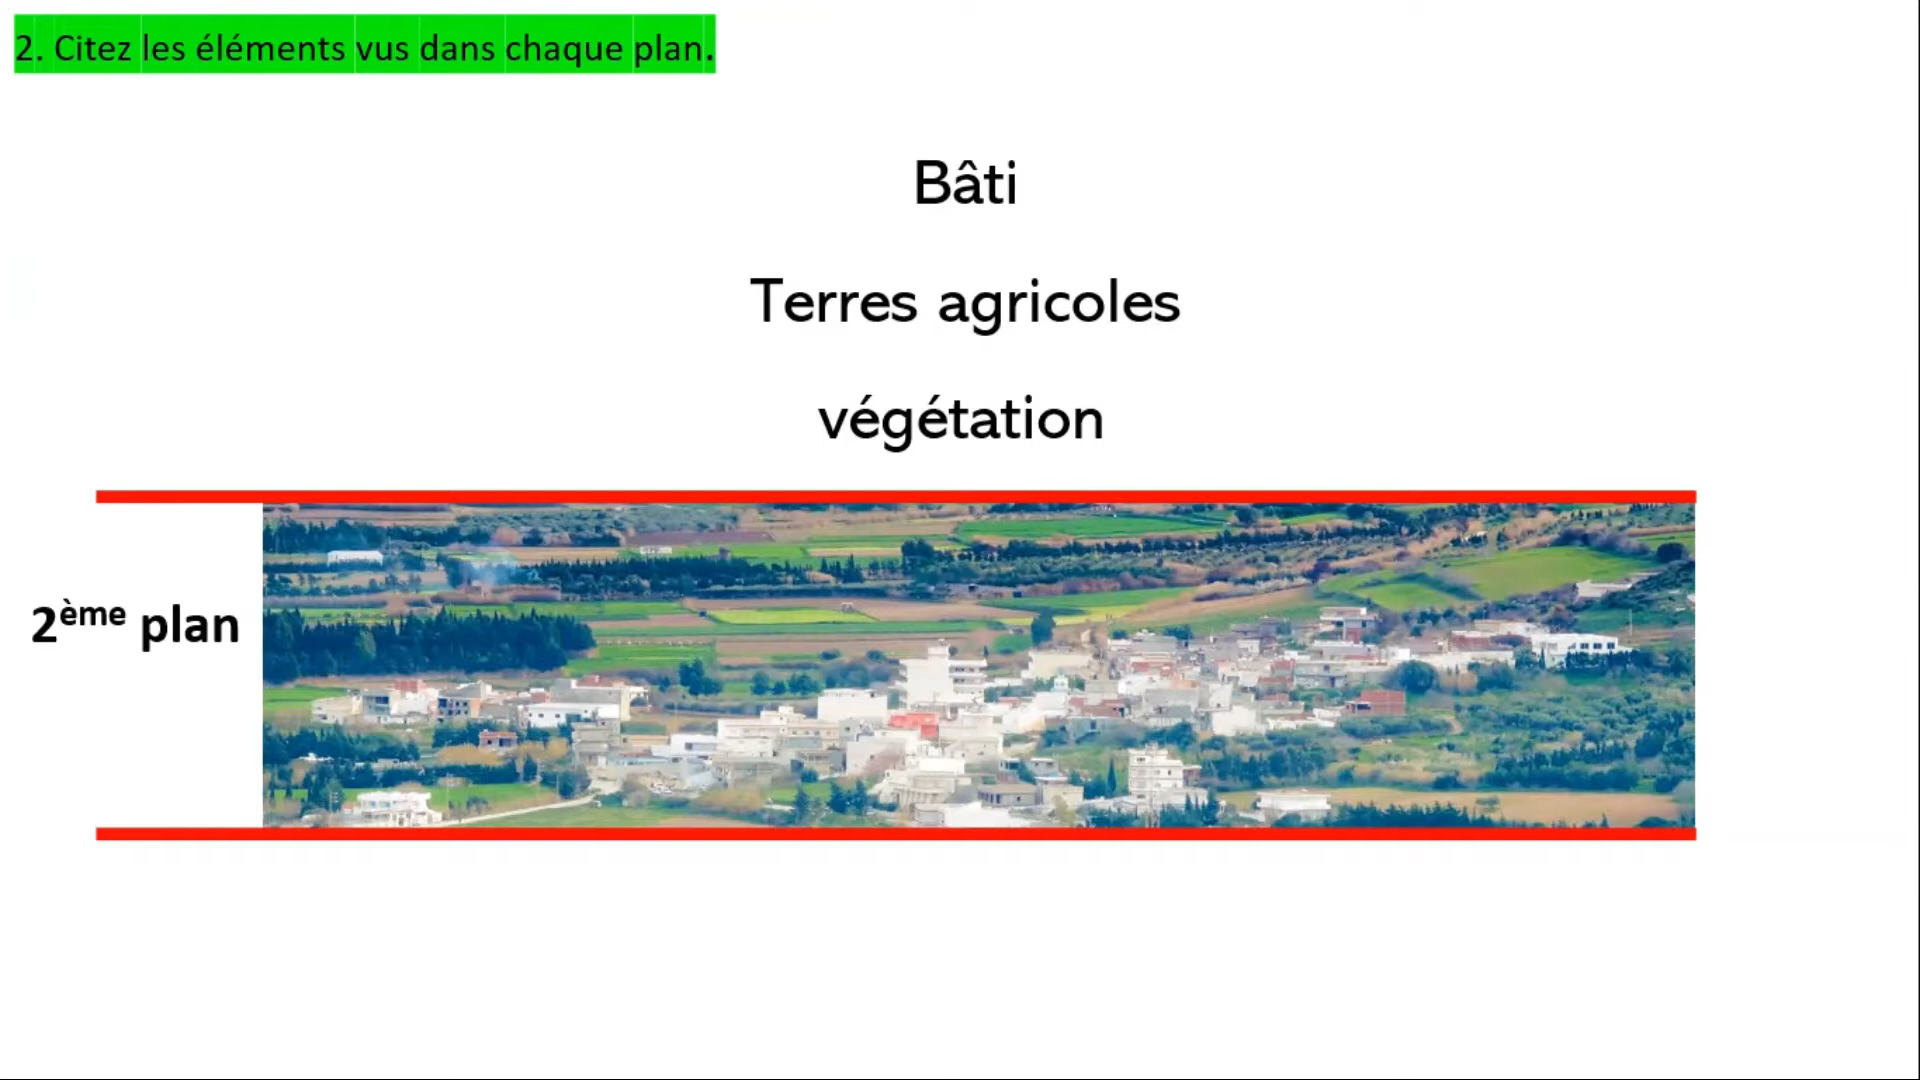 2. Citez les éléments vus dans chaque plan.
Bâti
Terres agricoles
végétation
2ème plan